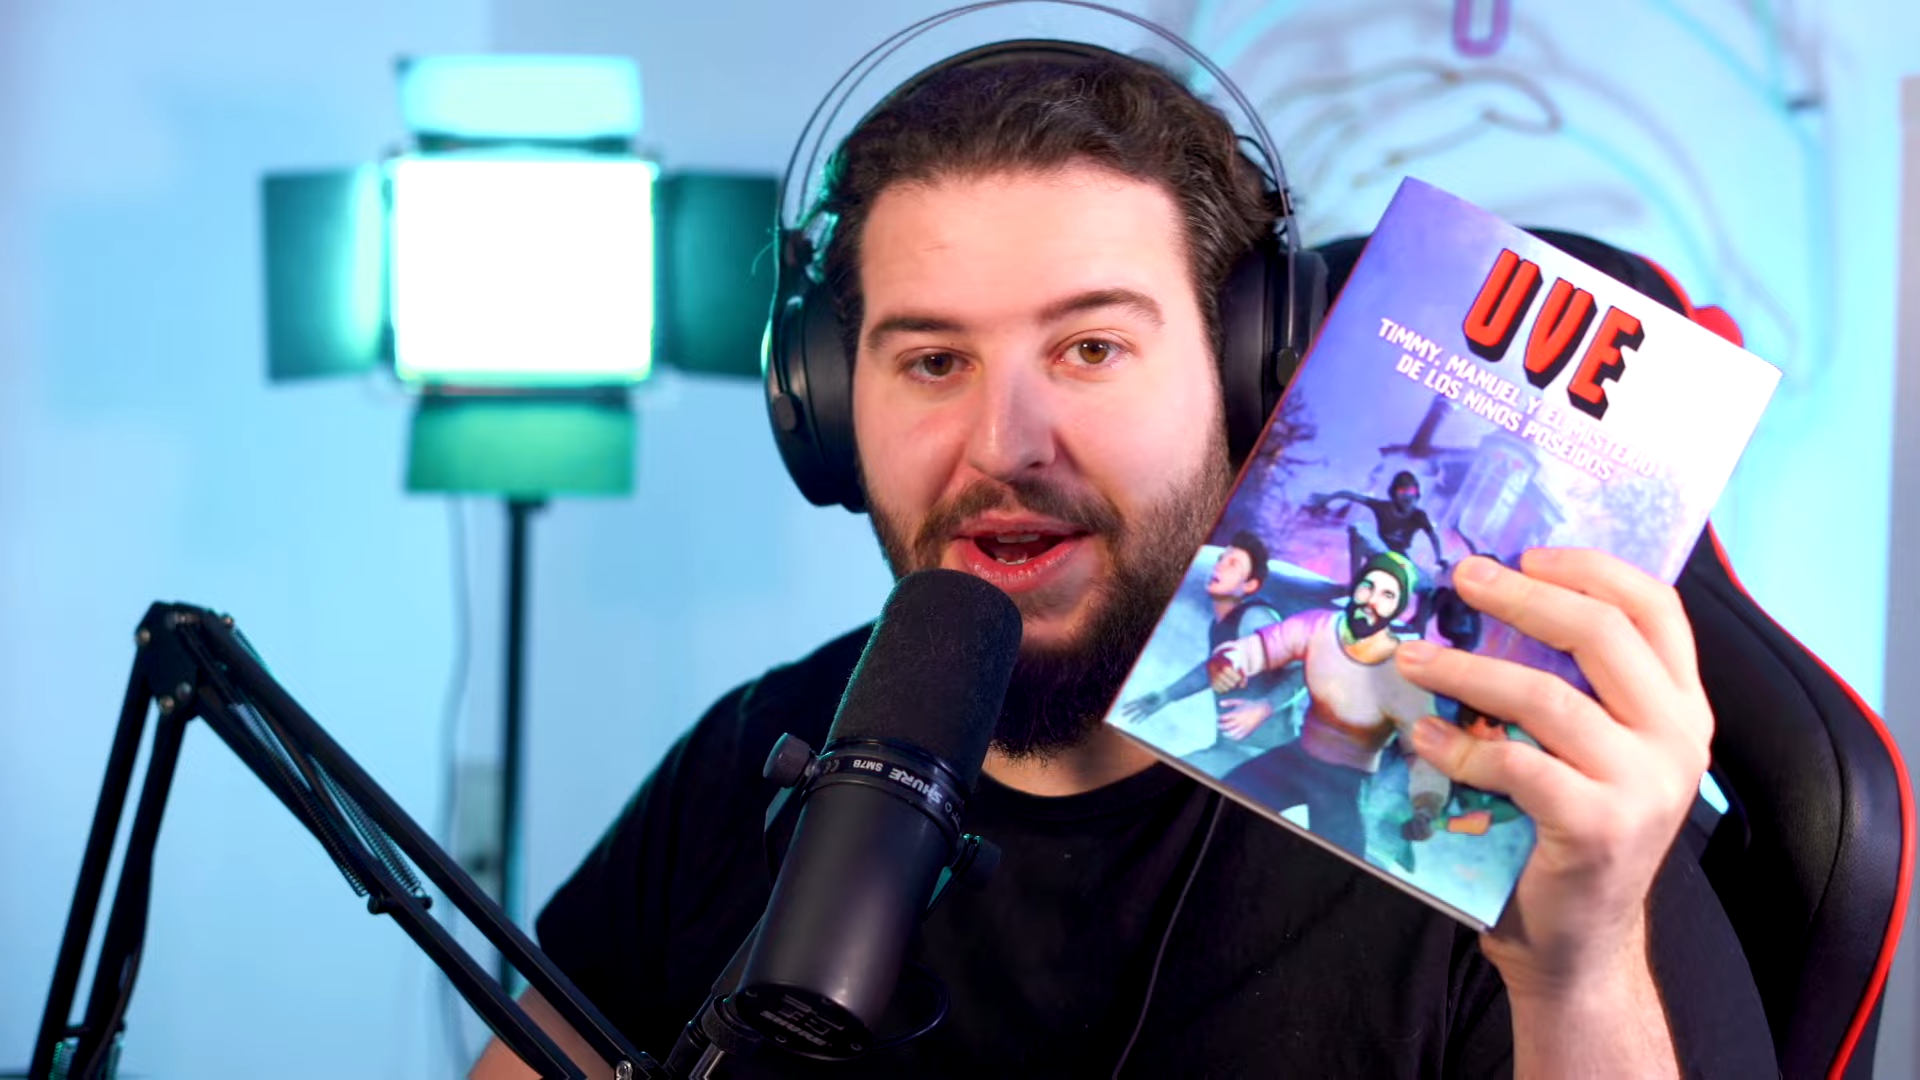 UVE
TIMMY, MANUEL Y EL MISTERIO
DE LOS NIÑOS POSEÍDOS
SHURE SM7B